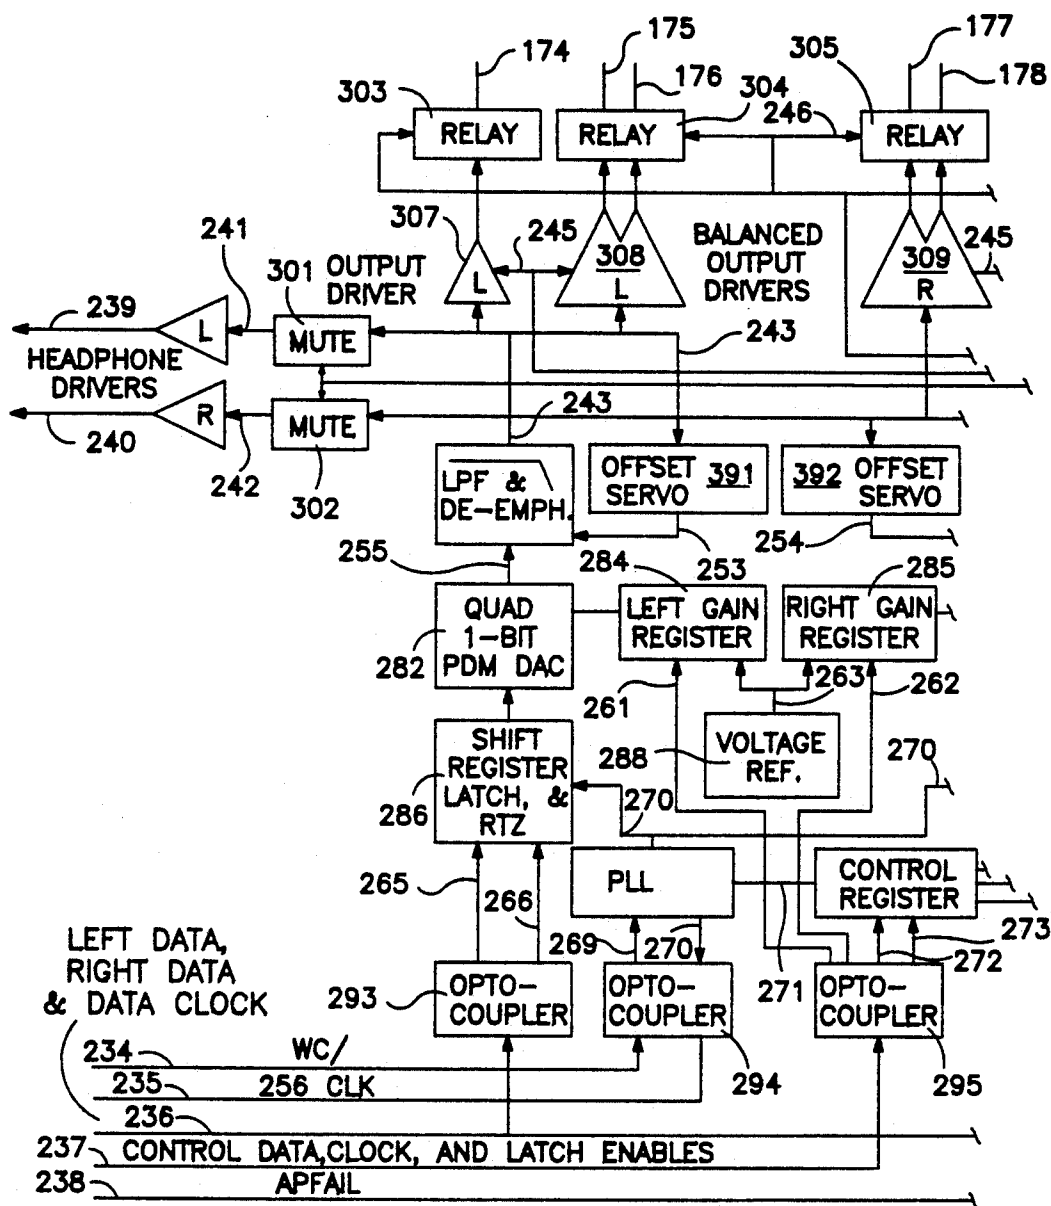 174
175
176
177
178
303
304
305
246
RELAY
RELAY
RELAY
307
245
308
L
L
BALANCED
OUTPUT
DRIVERS
309
R
245
241
301
OUTPUT
DRIVER
239
L
MUTE
243
HEADPHONE
DRIVERS
R
MUTE
240
242
302
243
LPF &
DE-EMPH.
OFFSET
SERVO 391
392 OFFSET
SERVO
255
253
254
284
285
QUAD
1-BIT
PDM DAC
282
LEFT GAIN
REGISTER
RIGHT GAIN
REGISTER
261
263
262
SHIFT
REGISTER
LATCH, &
RTZ
286
288
VOLTAGE
REF.
270
270
265
266
PLL
CONTROL
REGISTER
269
270
271
272
273
LEFT DATA,
RIGHT DATA
& DATA CLOCK
293
OPTO-
COUPLER
OPTO-
COUPLER
OPTO-
COUPLER
294
295
234
WC/
235
256 CLK
236
237
CONTROL DATA,CLOCK, AND LATCH ENABLES
238
APFAIL